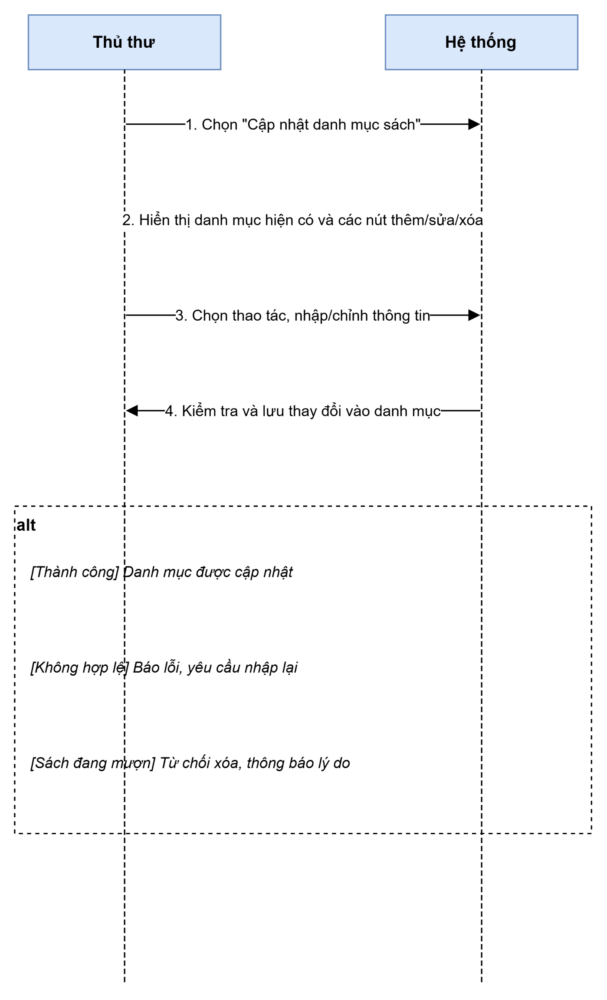 Thủ thư
Hệ thống
1. Chọn "Cập nhật danh mục sách"
2. Hiển thị danh mục hiện có và các nút thêm/sửa/xóa
3. Chọn thao tác, nhập/chỉnh thông tin
4. Kiểm tra và lưu thay đổi vào danh mục
alt
[Thành công] Danh mục được cập nhật
[Không hợp lệ] Báo lỗi, yêu cầu nhập lại
[Sách đang mượn] Từ chối xóa, thông báo lý do